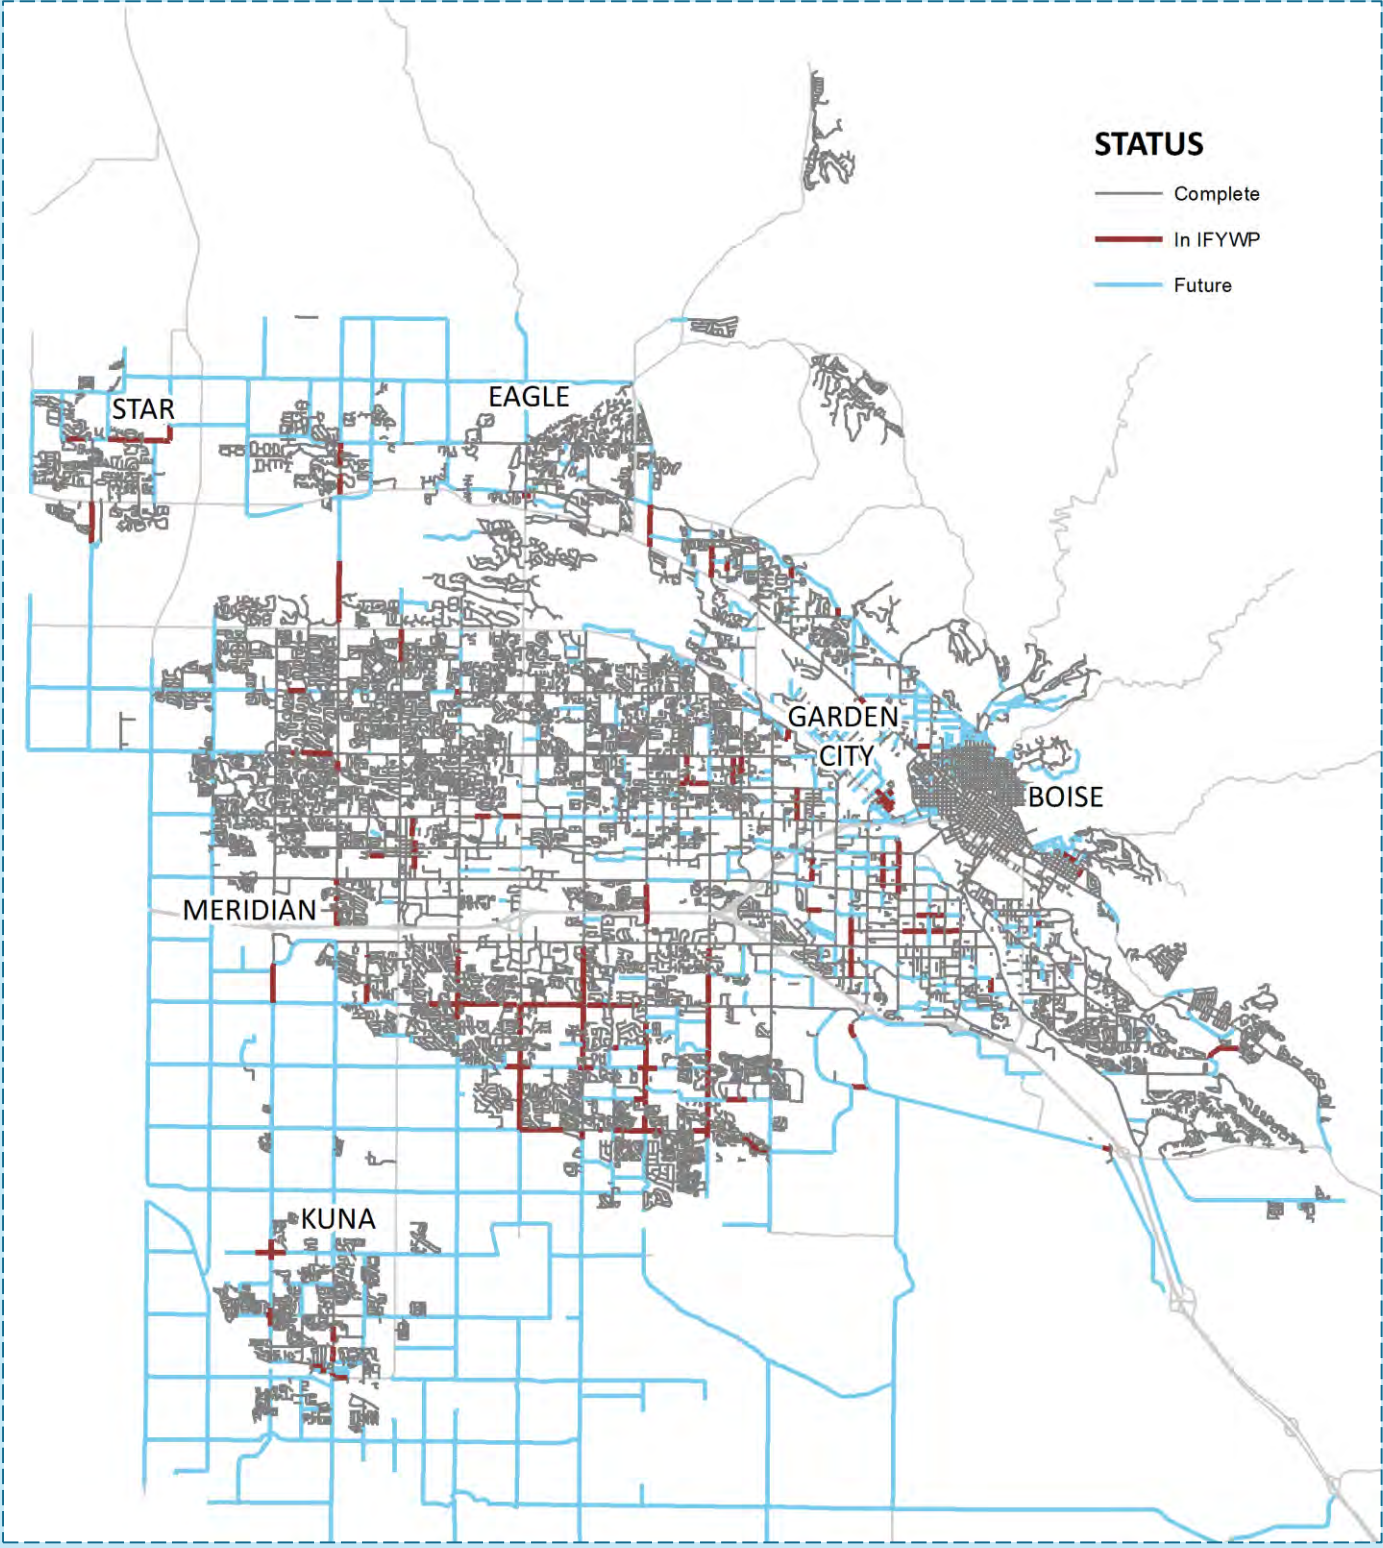 STATUS
Complete
In IFYWP
Future
STAR
EAGLE
GARDEN
CITY
BOISE
MERIDIAN
KUNA